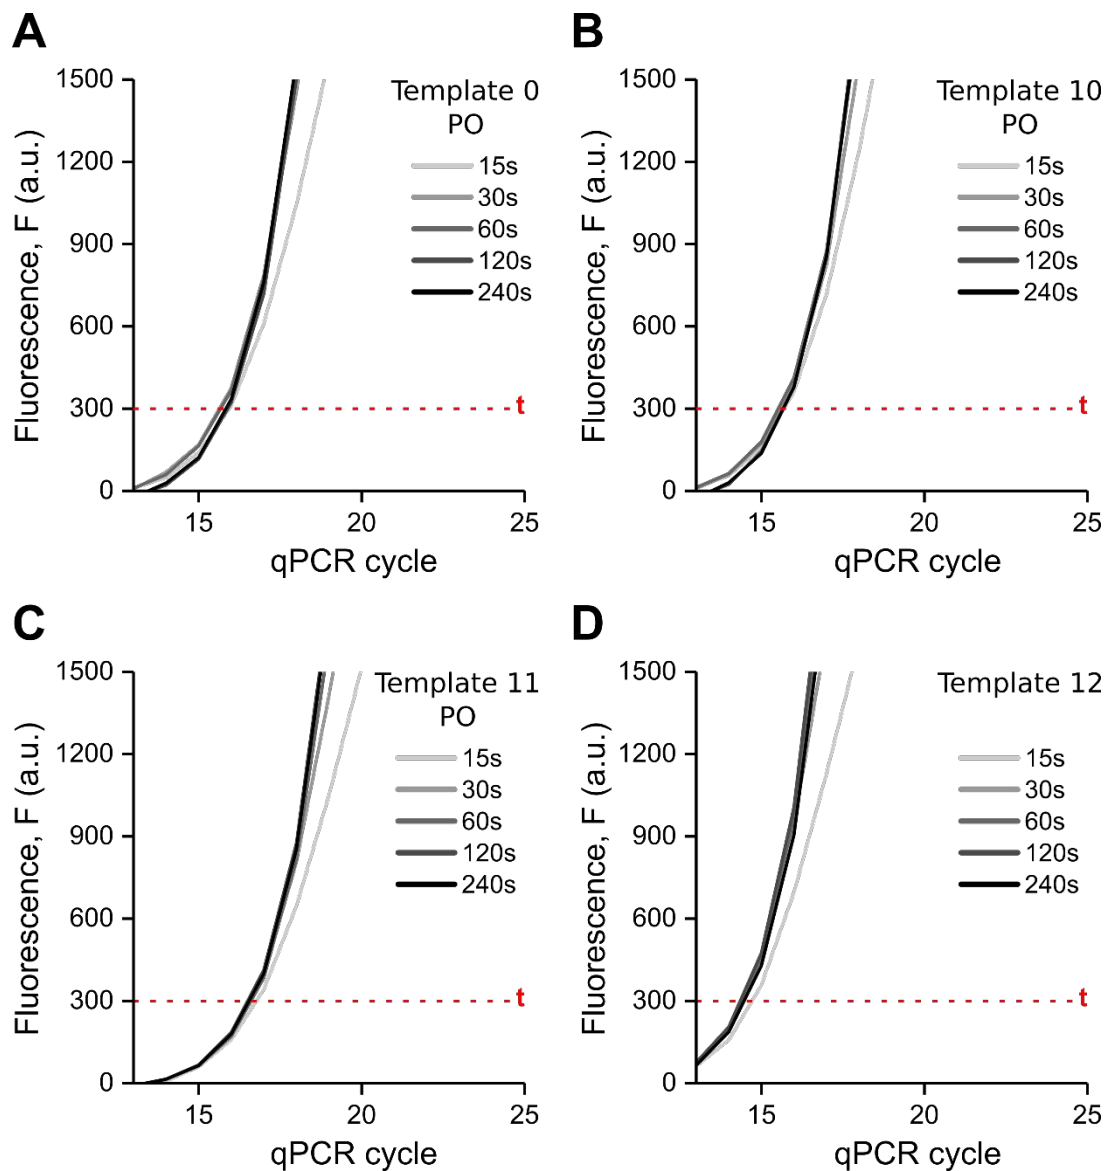 A
Fluorescence, F (a.u.)
1500
1200
900
600
300
0
15
20
25
qPCR cycle
Template 0
PO
15s
30s
60s
120s
240s
t
B
Fluorescence, F (a.u.)
1500
1200
900
600
300
0
15
20
25
qPCR cycle
Template 10
PO
15s
30s
60s
120s
240s
t
C
Fluorescence, F (a.u.)
1500
1200
900
600
300
0
15
20
25
qPCR cycle
Template 11
PO
15s
30s
60s
120s
240s
t
D
Fluorescence, F (a.u.)
1500
1200
900
600
300
0
15
20
25
qPCR cycle
Template 12
15s
30s
60s
120s
240s
t